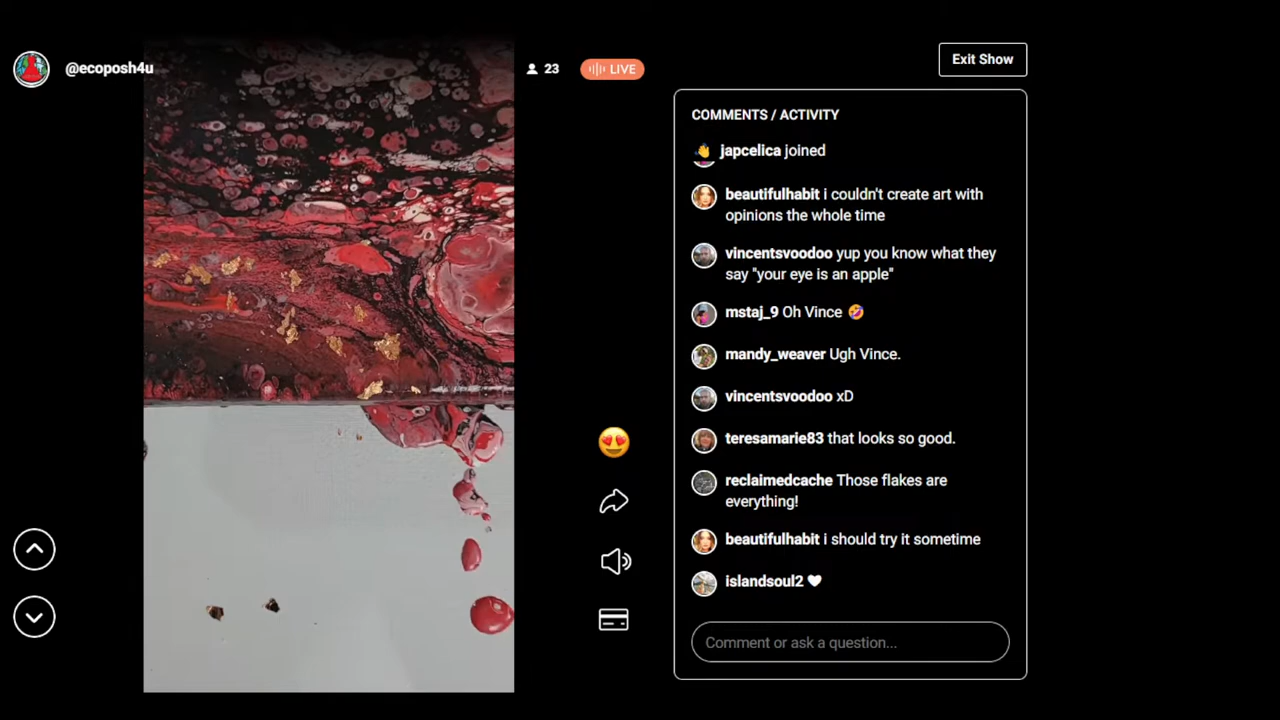 @ecoposh4u
23
LIVE
Exit Show
COMMENTS / ACTIVITY
japcelica joined
beautifulhabit i couldn't create art with
opinions the whole time
vincentsvoodoo yup you know what they
say "your eye is an apple"
mstaj_9 Oh Vince 🤣
mandy_weaver Ugh Vince.
vincentsvoodoo xD
teresamarie83 that looks so good.
reclaimedcache Those flakes are
everything!
beautifulhabit i should try it sometime
islandsoul2 🤍
Comment or ask a question...